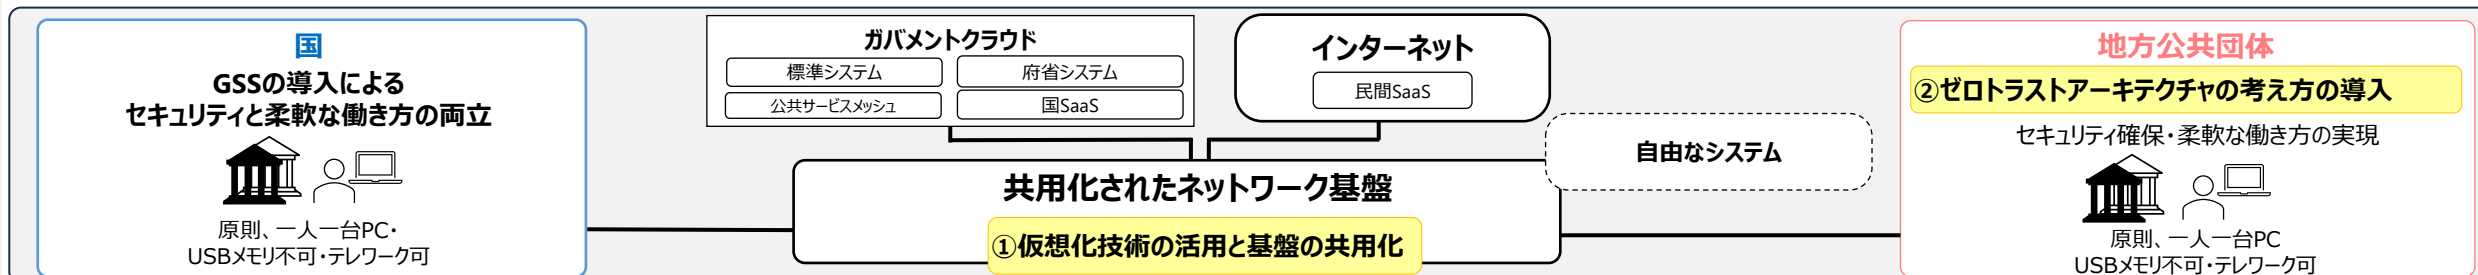 国
GSSの導入による
セキュリティと柔軟な働き方の両立
原則、一人一台PC・
USBメモリ不可・テレワーク可
ガバメントクラウド
標準システム
府省システム
公共サービスメッシュ
国SaaS
インターネット
民間SaaS
自由なシステム
共用化されたネットワーク基盤
①仮想化技術の活用と基盤の共用化
地方公共団体
②ゼロトラストアーキテクチャの考え方の導入
セキュリティ確保・柔軟な働き方の実現
原則、一人一台PC
USBメモリ不可・テレワーク可